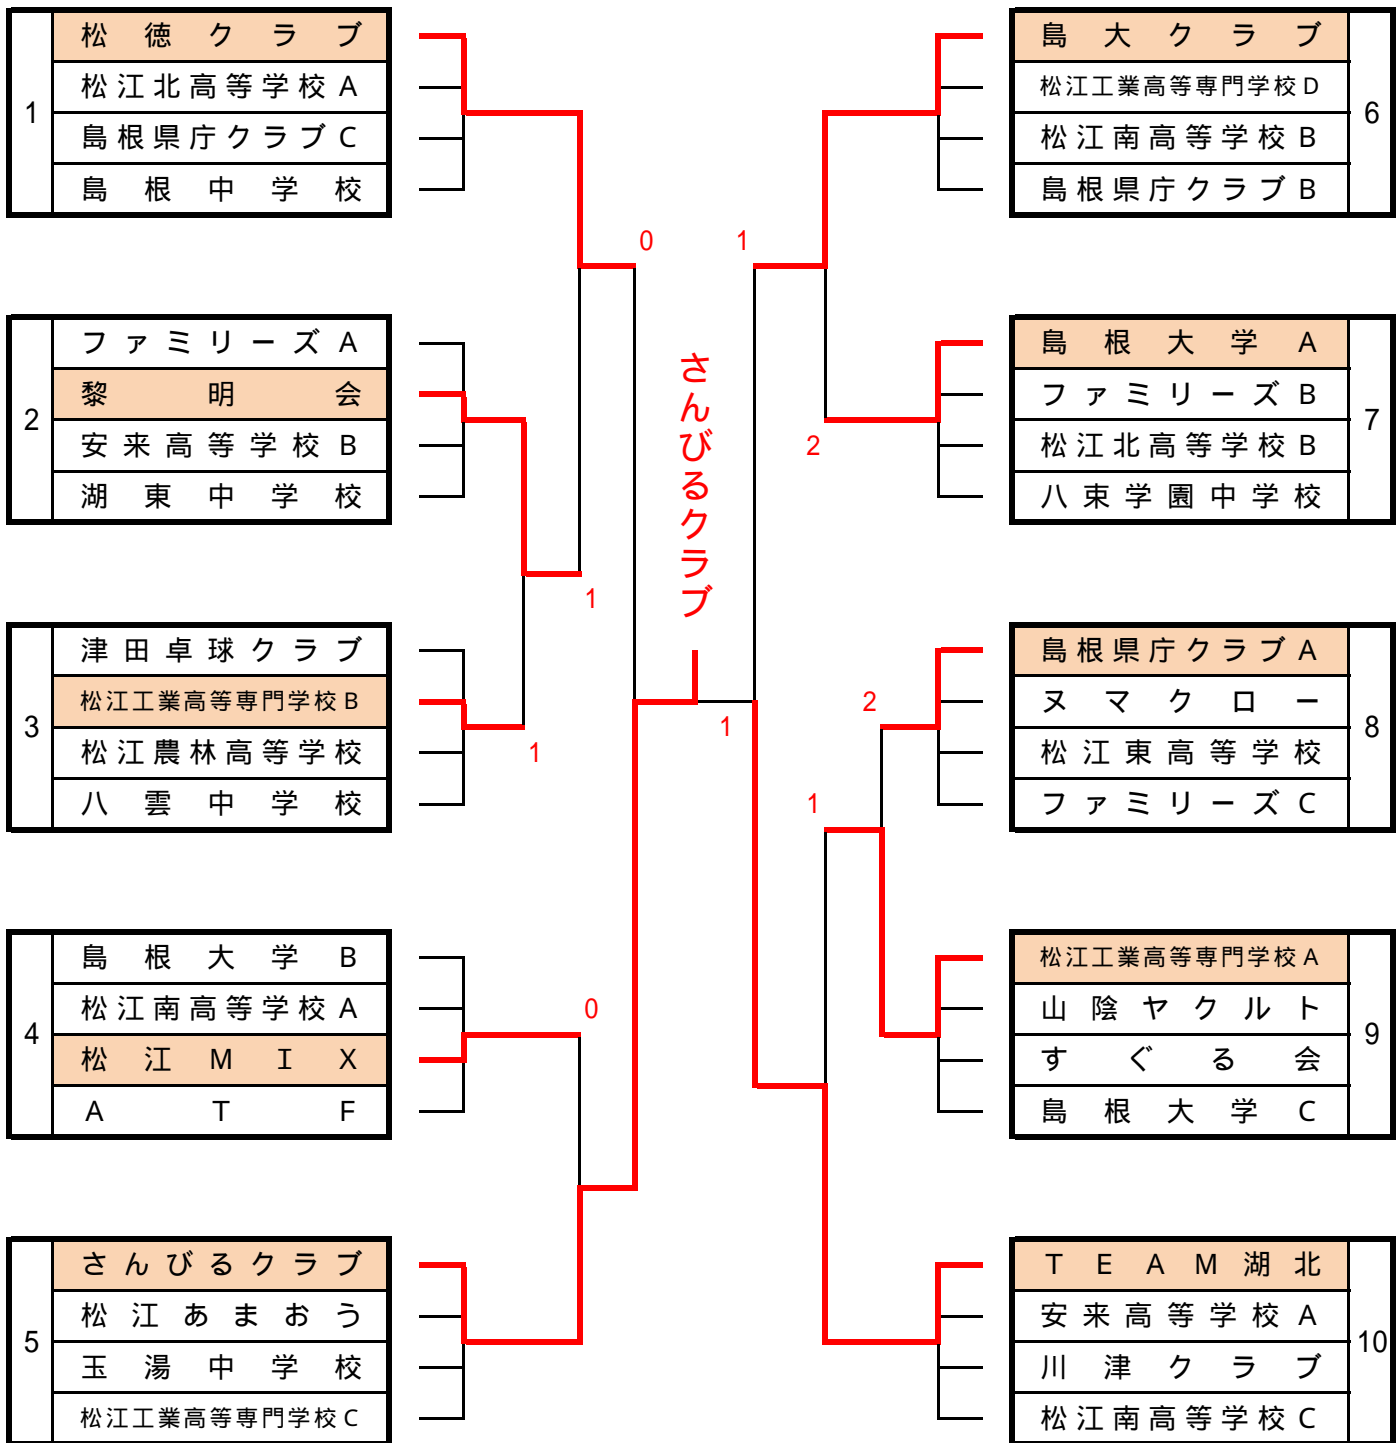 1
松徳クラブ
松江北高等学校A
島根県庁クラブC
島根中学校
2
ファミリーズA
黎明会
安来高等学校B
湖東中学校
3
津田卓球クラブ
松江工業高等専門学校B
松江農林高等学校
八雲中学校
4
島根大学B
松江南高等学校A
松江MIX
ATF
5
さんびるクラブ
松江あまおう
玉湯中学校
松江工業高等専門学校C
0
1
1
0
さんびるクラブ
1
1
2
2
1
島大クラブ
松江工業高等専門学校D
松江南高等学校B
島根県庁クラブB
6
島根大学A
ファミリーズB
松江北高等学校B
八束学園中学校
7
島根県庁クラブA
ヌマクロー
松江東高等学校
ファミリーズC
8
松江工業高等専門学校A
山陰ヤクルト
すぐる会
島根大学C
9
TEAM湖北
安来高等学校A
川津クラブ
松江南高等学校C
10